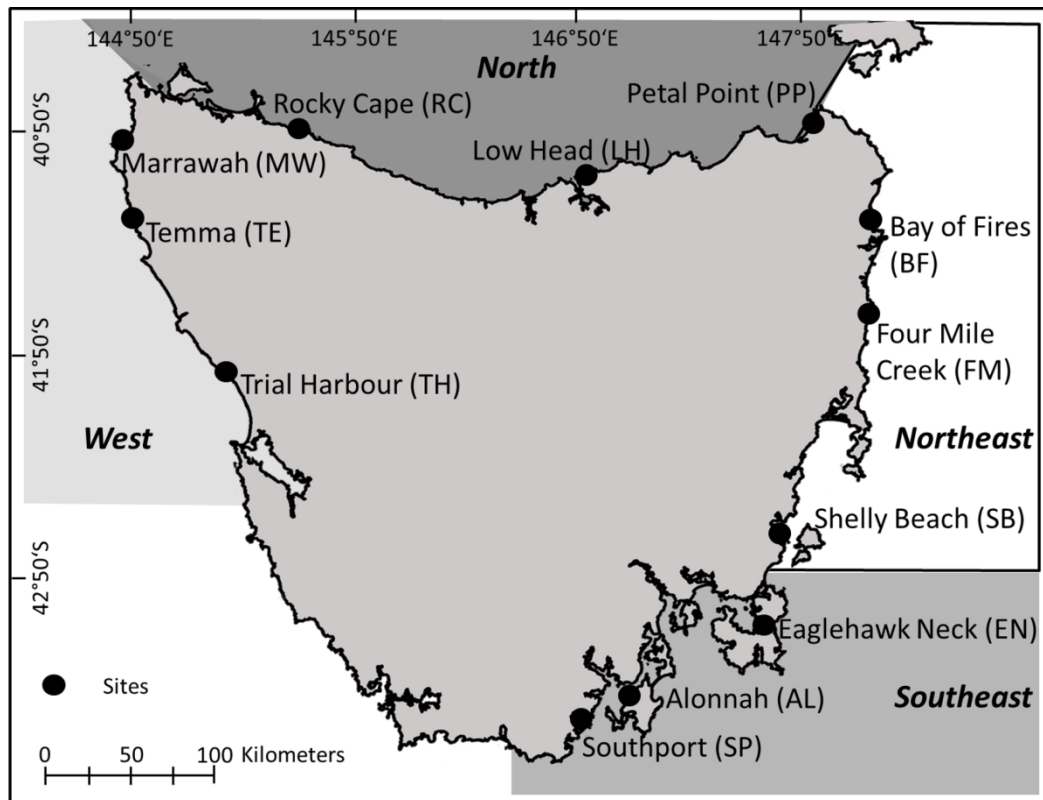 144°50'E
145°50'E
146°50'E
147°50'E
North
Petal Point (PP)
Rocky Cape (RC)
40°50'S
Low Head (LH)
Marrawah (MW)
Temma (TE)
Bay of Fires
(BF)
41°50'S
Four Mile
Creek (FM)
Trial Harbour (TH)
West
Northeast
Shelly Beach (SB)
42°50'S
Eaglehawk Neck (EN)
Sites
Alonnah (AL)
Southeast
Southport (SP)
0 50 100 Kilometers